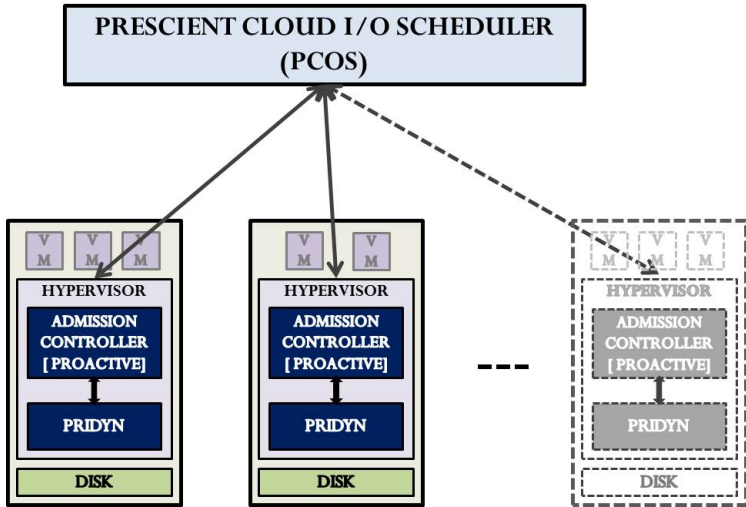 PRESCIENT CLOUD I/O SCHEDULER
(PCOS)
V V V
M M M
HYPERVISOR
ADMISSION
CONTROLLER
[ PROACTIVE]
PRIDYN
DISK
V V
M M
HYPERVISOR
ADMISSION
CONTROLLER
[ PROACTIVE]
PRIDYN
DISK
V V V
M M M
HYPERVISOR
ADMISSION
CONTROLLER
[ PROACTIVE]
PRIDYN
DISK